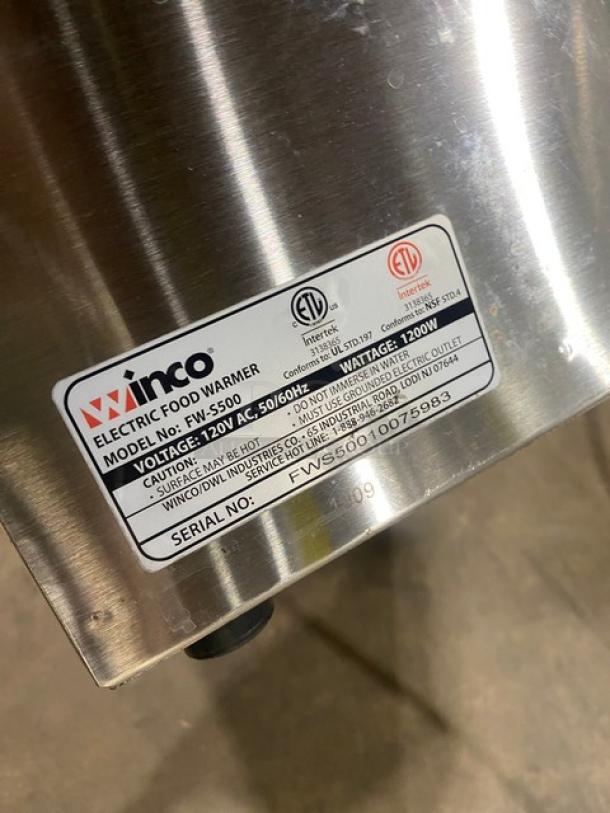 Winco®
ELECTRIC FOOD WARMER
MODEL No: FW-S500
C ETL US
Intertek
3138365
Conforms to: UL STD.197
ETL
Intertek
3138365
Conforms to: NSF STD.4
VOLTAGE: 120V AC, 50/60Hz WATTAGE: 1200W
CAUTION: • DO NOT IMMERSE IN WATER
• SURFACE MAY BE HOT • MUST USE GROUNDED ELECTRIC OUTLET
WINCO/DWL INDUSTRIES CO. • 65 INDUSTRIAL ROAD, LODI NJ 07644
SERVICE HOT LINE: 1-888-946-2682
SERIAL NO: FWS50010075983